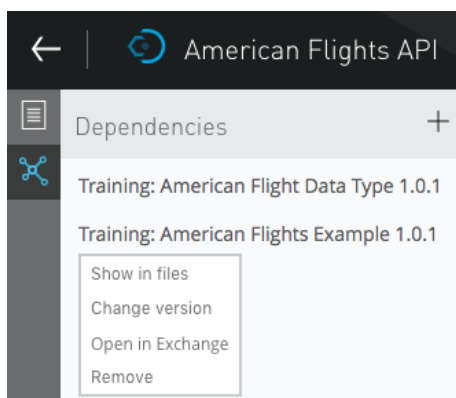 American Flights API
Dependencies
Training: American Flight Data Type 1.0.1
Training: American Flights Example 1.0.1
Show in files
Change version
Open in Exchange
Remove